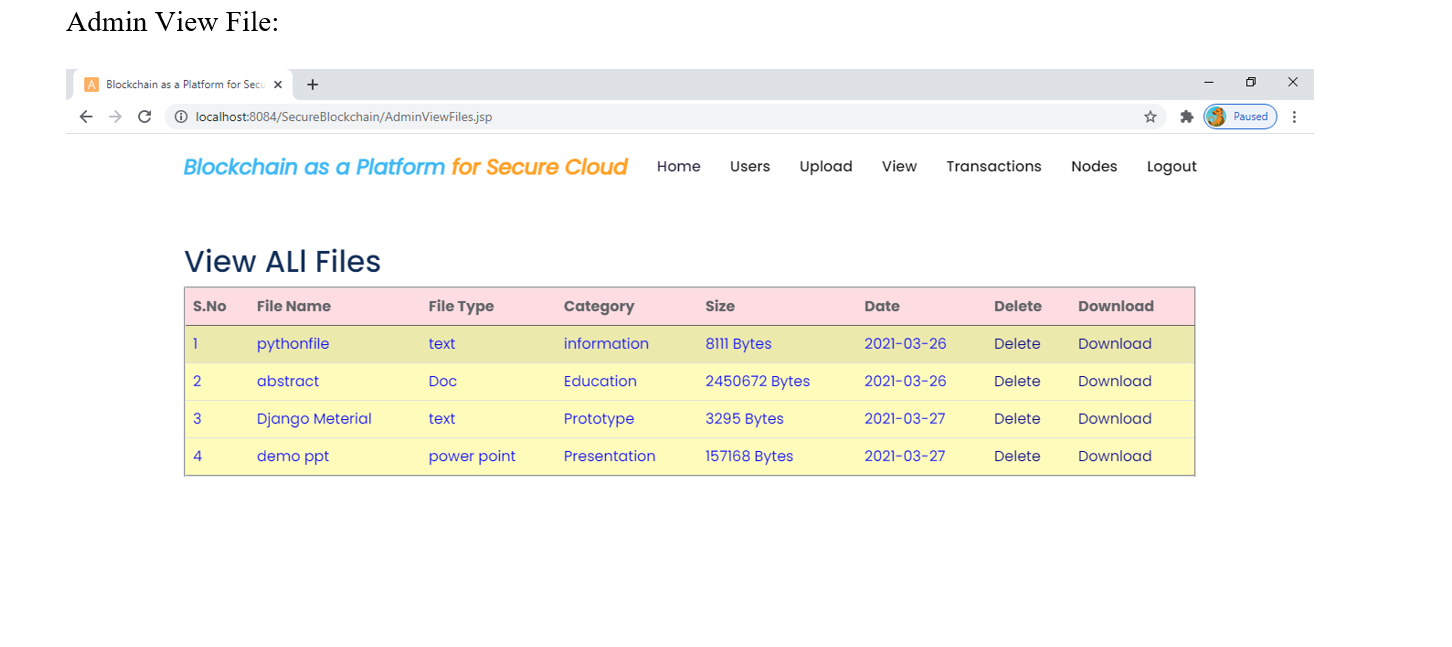 Admin View File:
Blockchain as a Platform for Secu
localhost:8084/SecureBlockchain/AdminViewFiles.jsp Paused
Blockchain as a Platform for Secure Cloud Home Users Upload View Transactions Nodes Logout
View ALl Files
S.No File Name File Type Category Size Date Delete Download
1 pythonfile text information 8111 Bytes 2021-03-26 Delete Download
2 abstract Doc Education 2450672 Bytes 2021-03-26 Delete Download
3 Django Meterial text Prototype 3295 Bytes 2021-03-27 Delete Download
4 demo ppt power point Presentation 157168 Bytes 2021-03-27 Delete Download